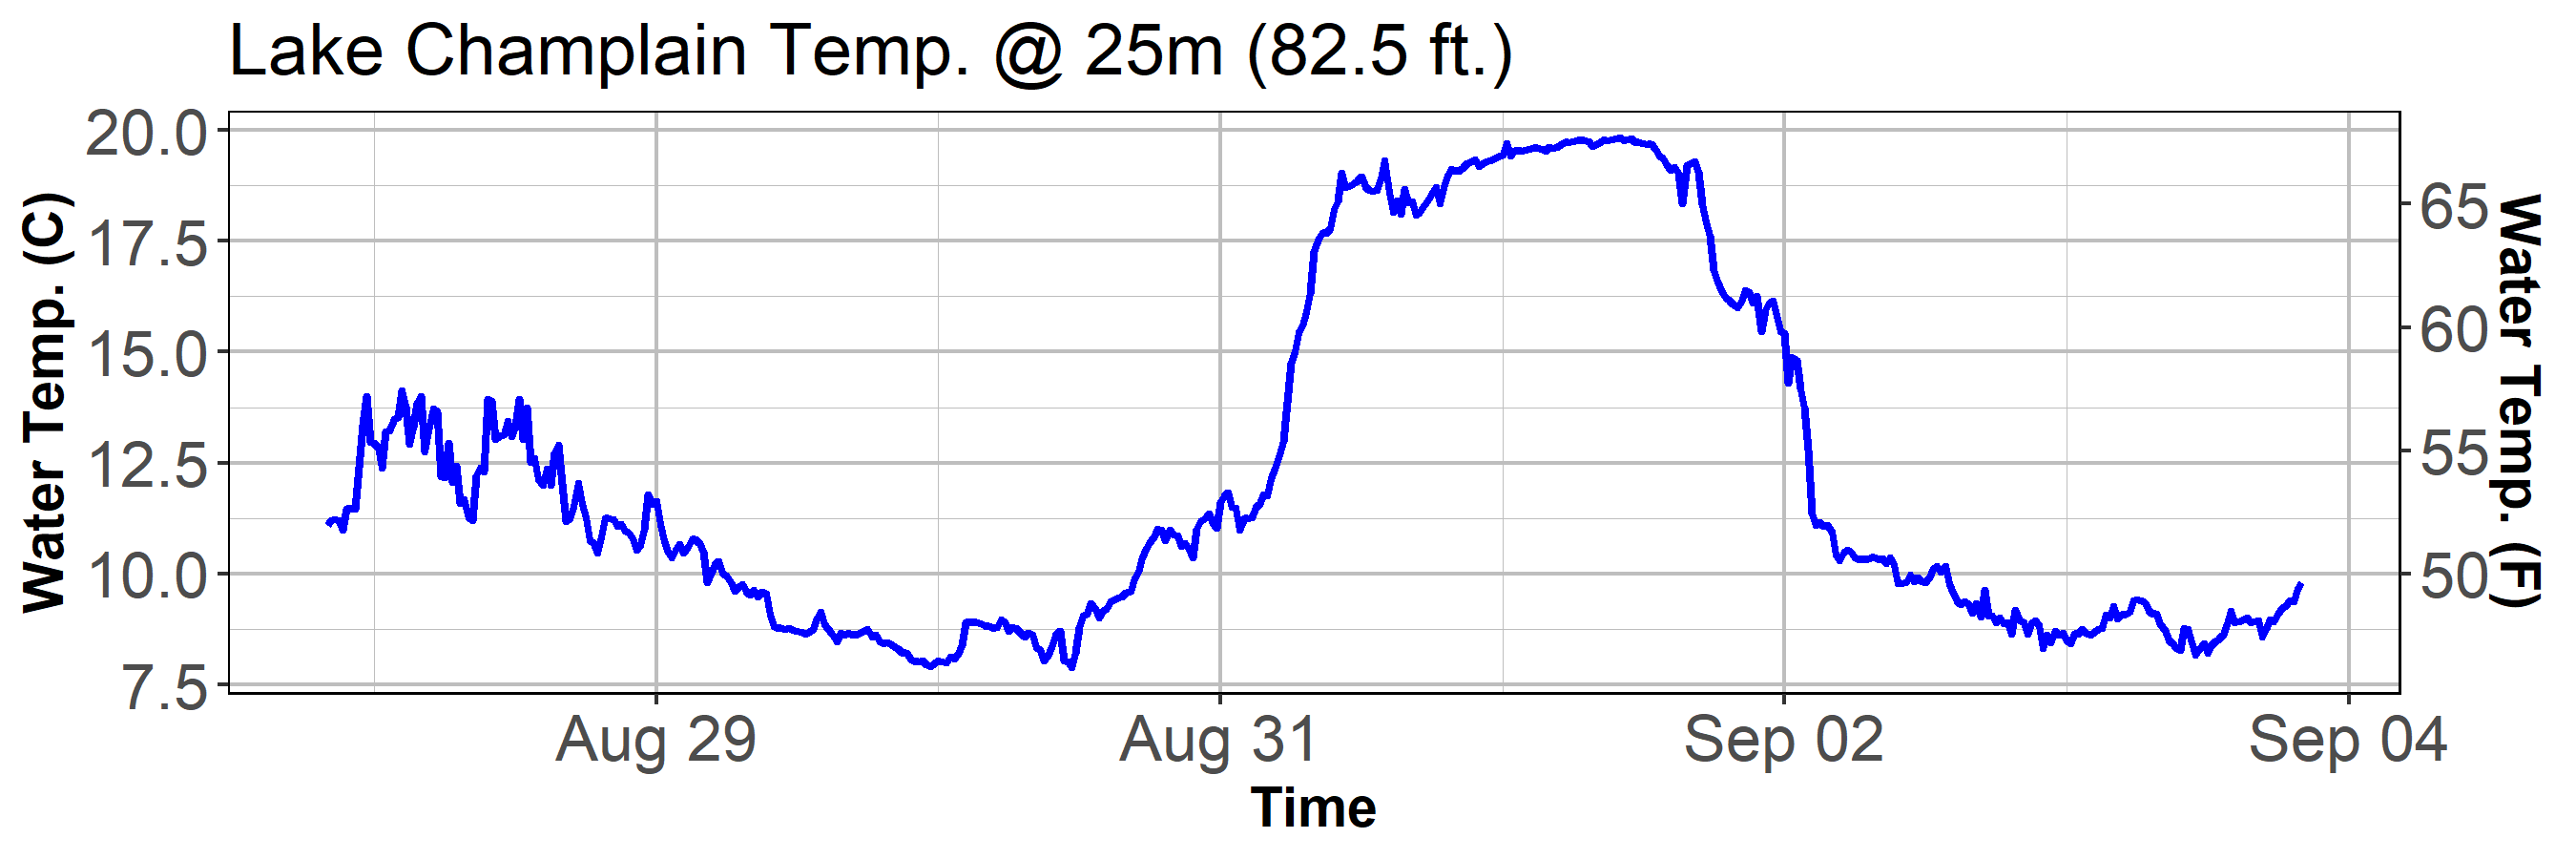 Lake Champlain Temp. @ 25m (82.5 ft.)
Water Temp. (C)
20.0
17.5
15.0
12.5
10.0
7.5
65
60
55
50
Water Temp. (F)
Aug 29
Aug 31
Sep 02
Sep 04
Time